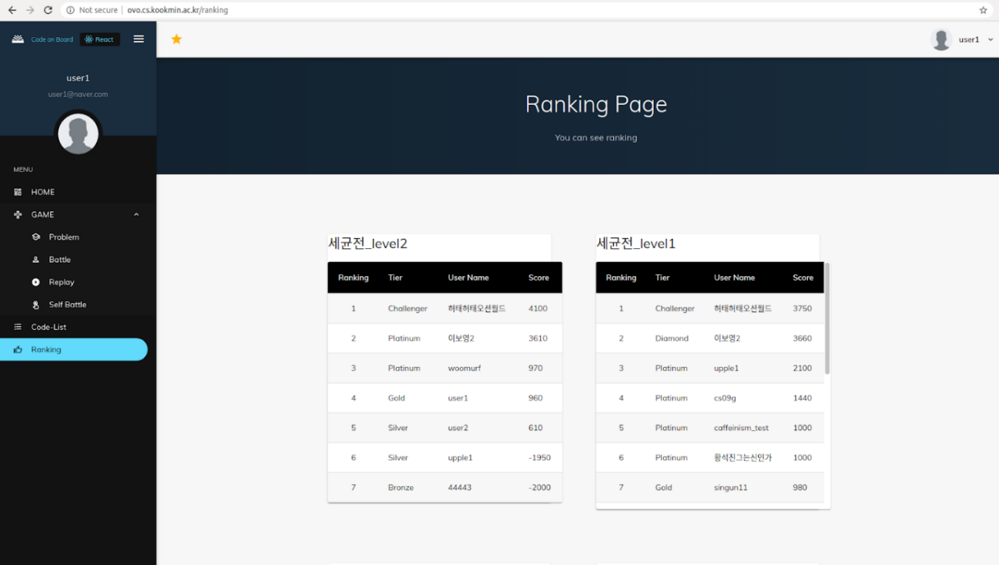 Not secure | ovo.cs.kookmin.ac.kr/ranking
Code on Board React
user1
user1
user1@naver.com
MENU
HOME
GAME
Problem
Battle
Replay
Self Battle
Code-List
Ranking
Ranking Page
You can see ranking
세균전_level2
Ranking Tier User Name Score
1 Challenger 허태허태오션월드 4100
2 Platinum 이보영2 3610
3 Platinum woomurf 970
4 Gold user1 960
5 Silver user2 610
6 Silver upple1 -1950
7 Bronze 44443 -2000
세균전_level1
Ranking Tier User Name Score
1 Challenger 허태허태오션월드 3750
2 Diamond 이보영2 3660
3 Platinum upple1 2100
4 Platinum cs09g 1440
5 Platinum caffeinism_test 1000
6 Platinum 황석진그는신인가 1000
7 Gold singun11 980